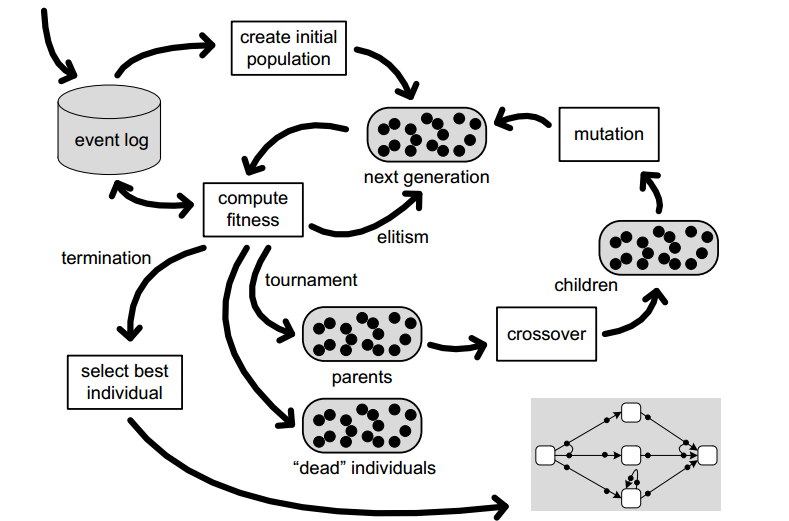 create initial
population
event log
mutation
next generation
compute
fitness
elitism
termination
tournament
children
crossover
parents
select best
individual
“dead” individuals